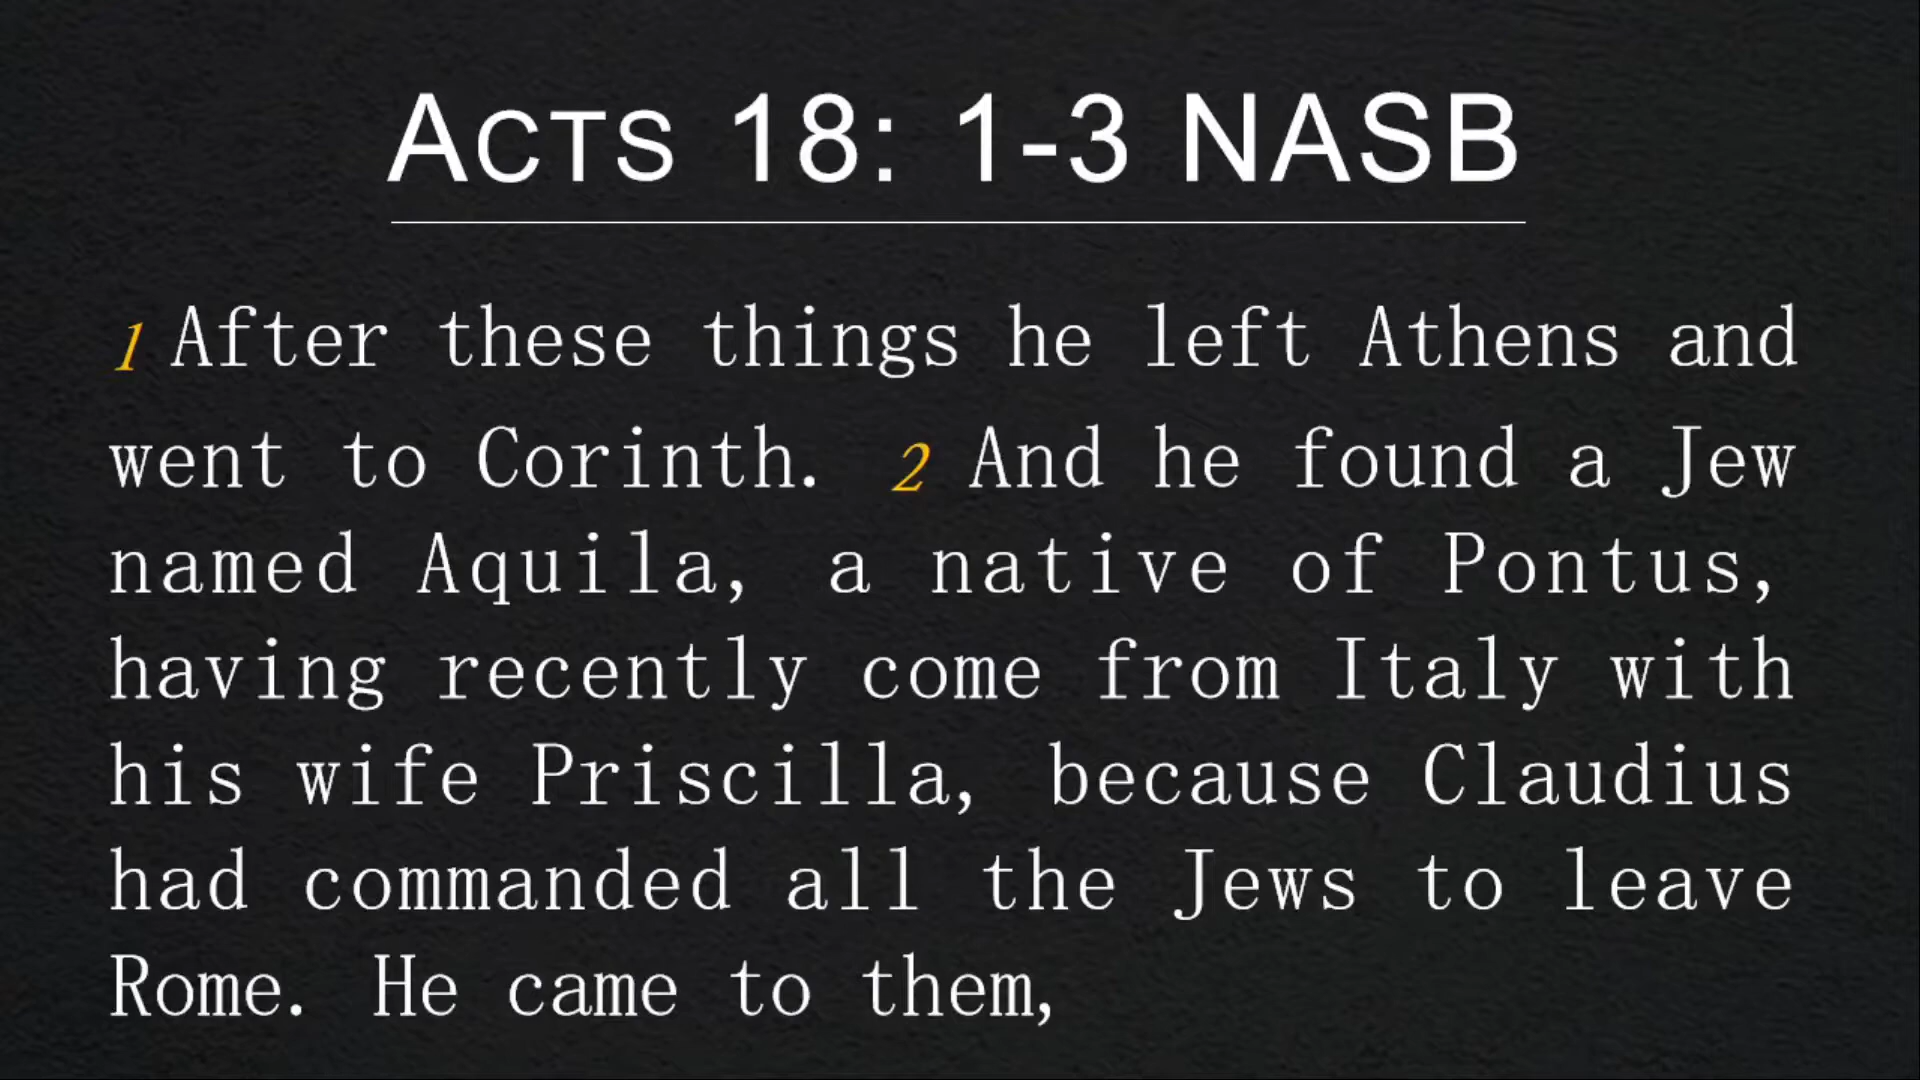 Acts 18: 1-3 NASB
1 After these things he left Athens and
went to Corinth. 2 And he found a Jew
named Aquila, a native of Pontus,
having recently come from Italy with
his wife Priscilla, because Claudius
had commanded all the Jews to leave
Rome. He came to them,